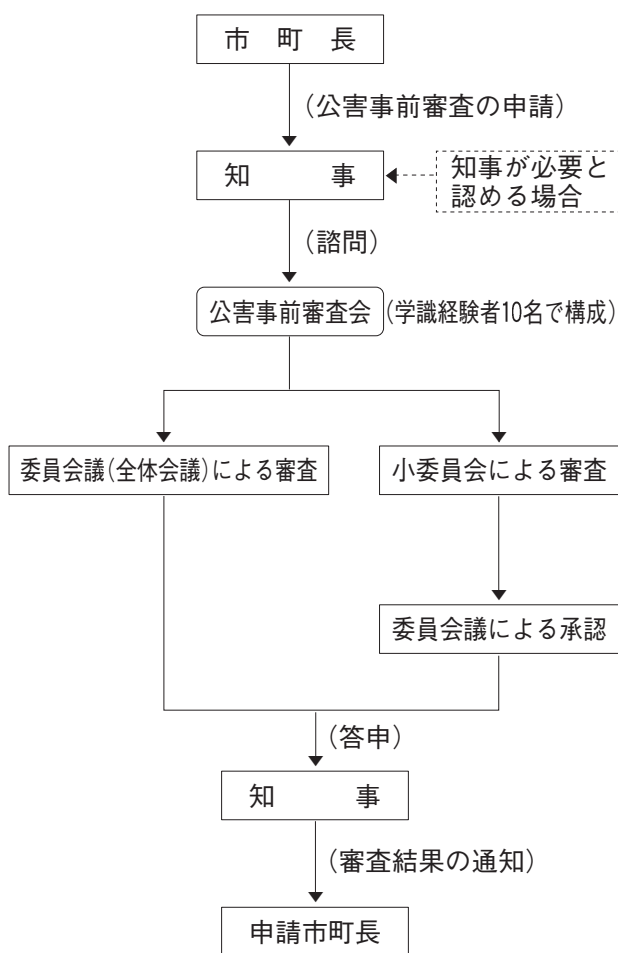 市　町　長
（公害事前審査の申請）
知　　　事
知事が必要と
認める場合
（諮問）
公害事前審査会
（学識経験者10名で構成）
委員会議（全体会議）による審査
小委員会による審査
委員会議による承認
（答申）
知　　　事
（審査結果の通知）
申請市町長